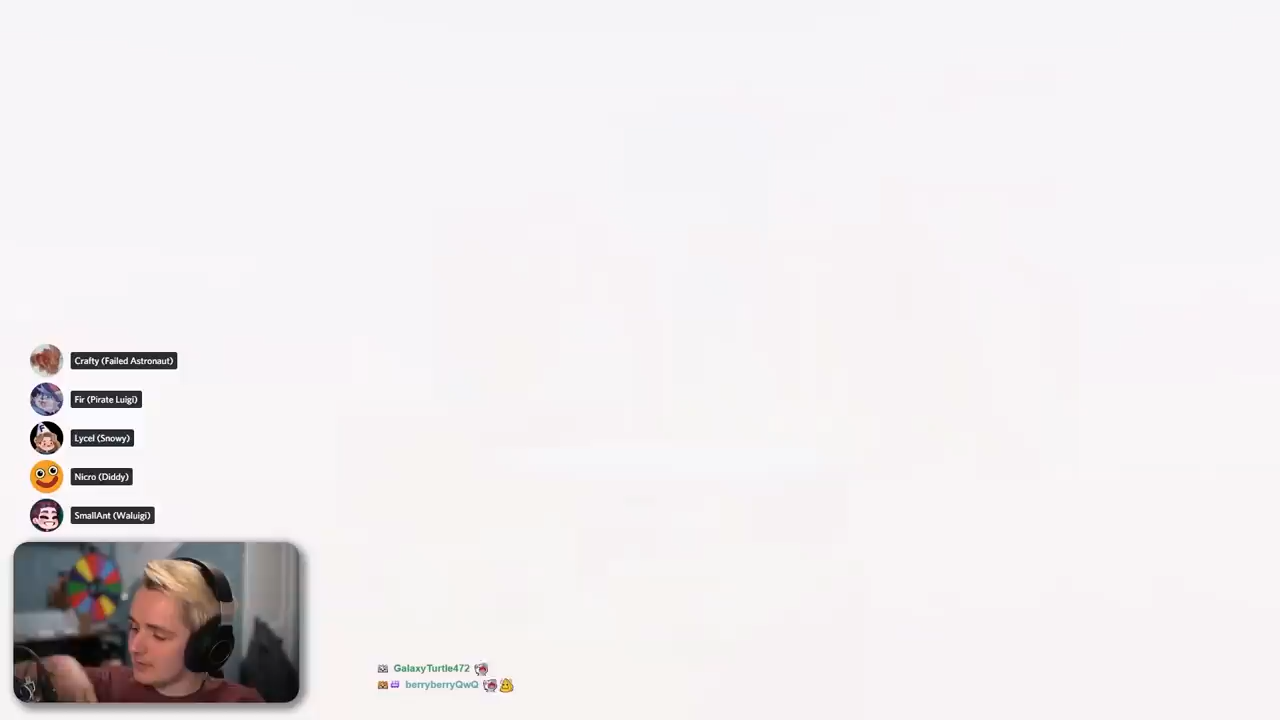 Crafty (Failed Astronaut)
Fir (Pirate Luigi)
Lycel (Snowy)
Nicro (Diddy)
SmallAnt (Waluigi)
GalaxyTurtle472
berryberryQwQ